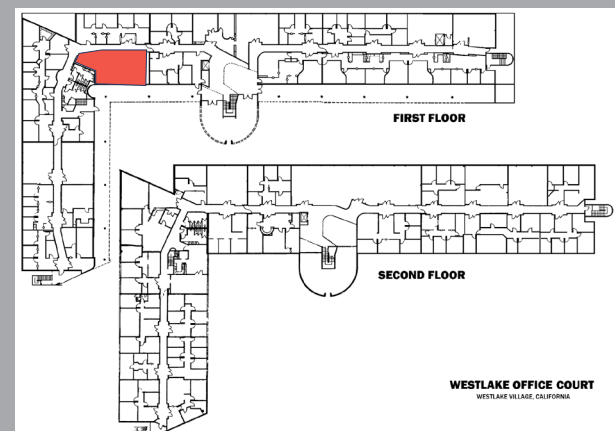 FIRST FLOOR
SECOND FLOOR
WESTLAKE OFFICE COURT
WESTLAKE VILLAGE, CALIFORNIA